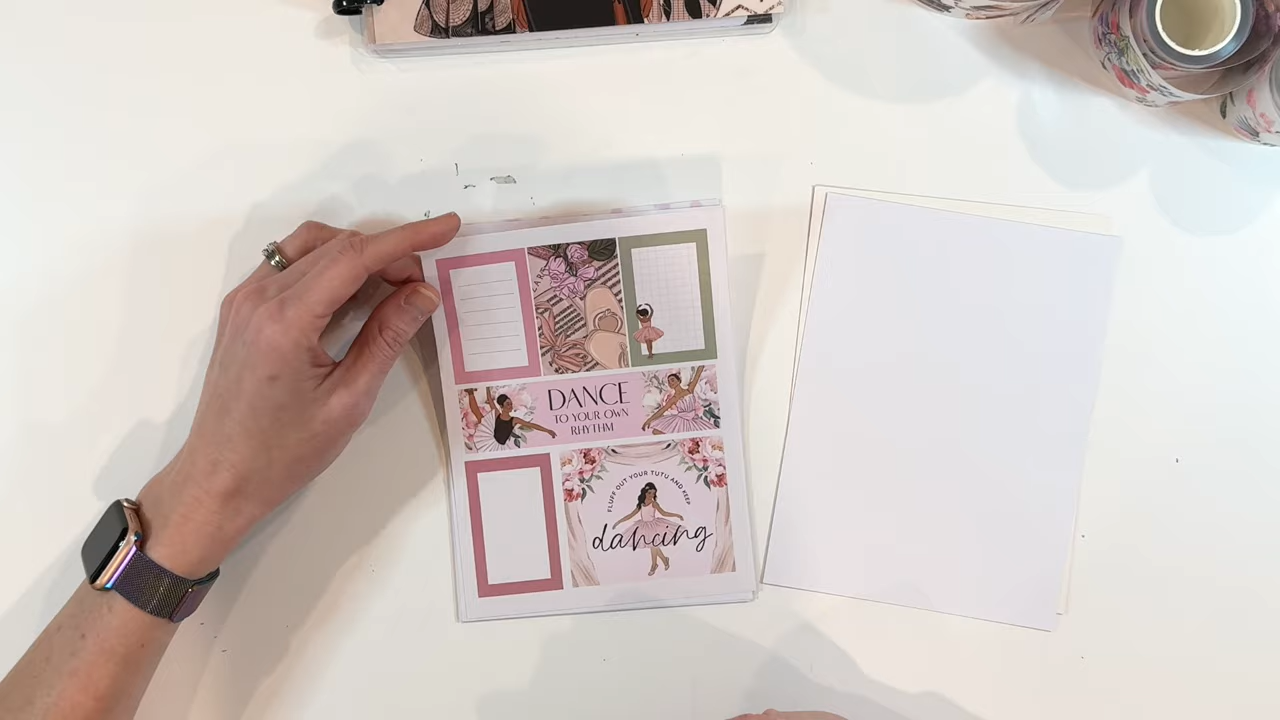 DANCE
TO YOUR OWN
RHYTHM
FLUFF OUT YOUR TUTU AND KEEP
dancing